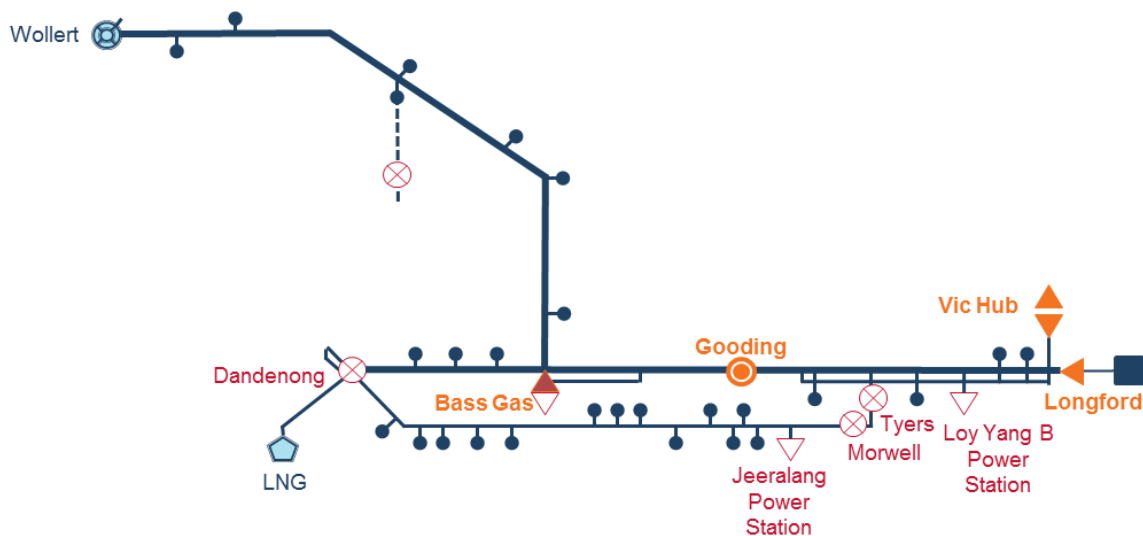 Wollert
Vic Hub
Gooding
Dandenong
Bass Gas
Longford
Tyers
Morwell
Loy Yang B
Power
Station
LNG
Jeeralang
Power
Station